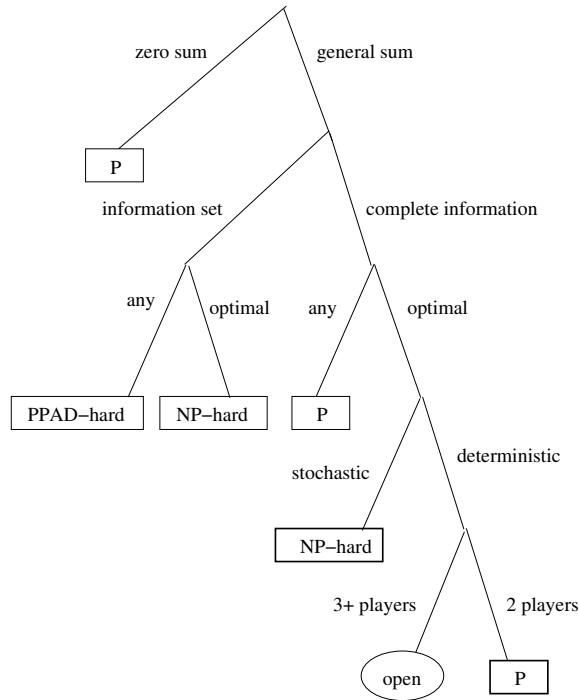 zero sum
general sum
P
information set
complete information
any
optimal
any
optimal
PPAD−hard
NP−hard
P
stochastic
deterministic
NP−hard
3+ players
2 players
open
P